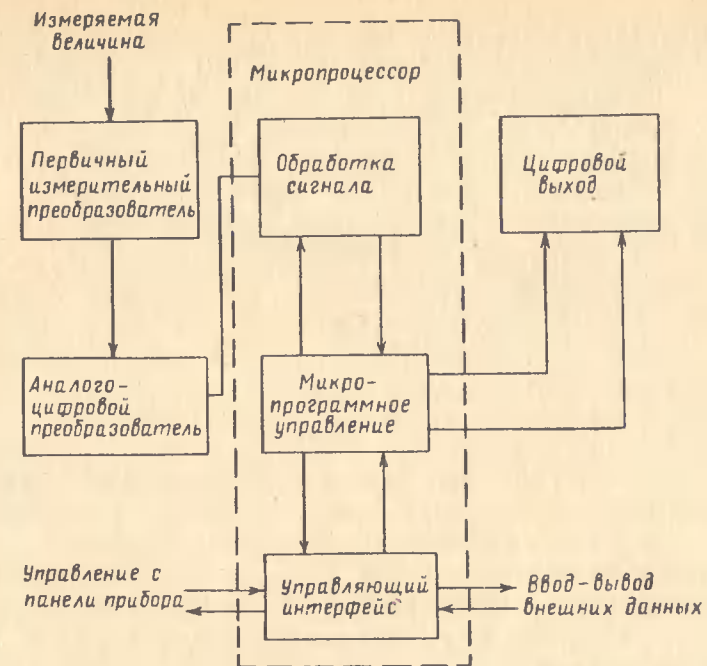 Измеряемая
величина
Микропроцессор
Первичный
измерительный
преобразователь
Обработка
сигнала
Цифровой
выход
Аналого-
цифровой
преобразователь
Микро-
программное
управление
Управление с
панели прибора
Управляющий
интерфейс
Ввод-вывод
внешних данных